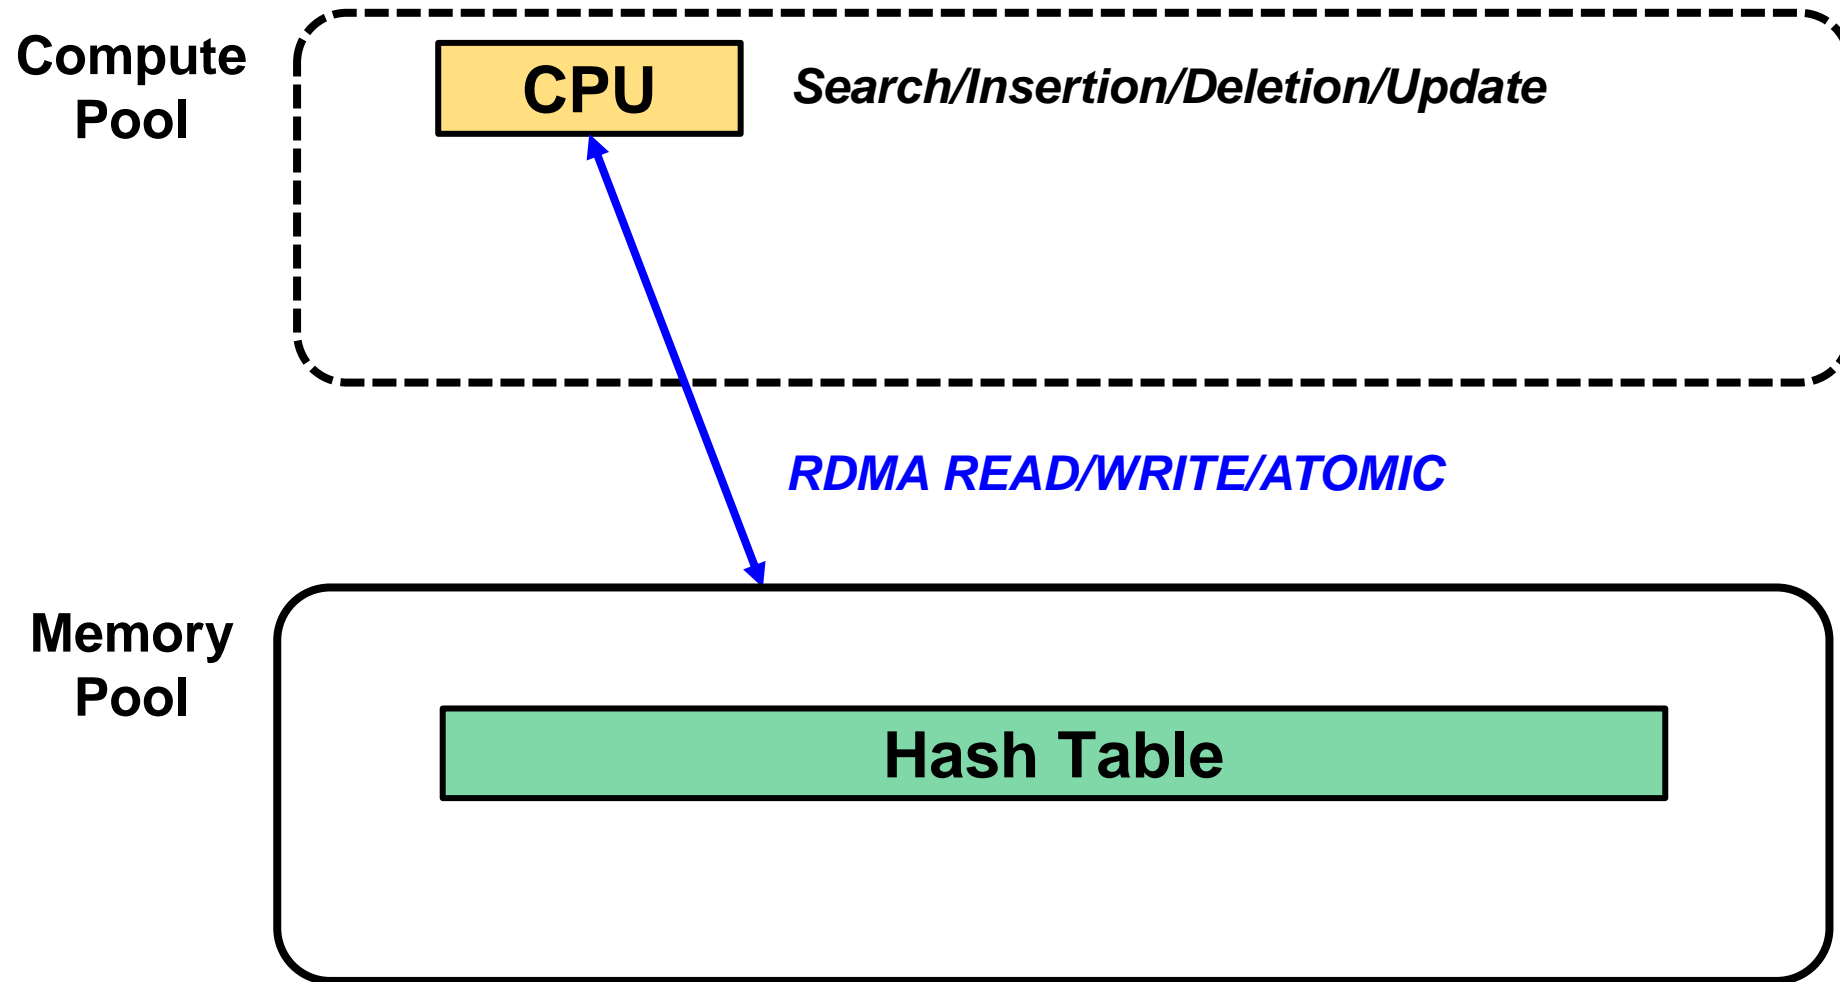 Compute
Pool
CPU
Search/Insertion/Deletion/Update
RDMA READ/WRITE/ATOMIC
Memory
Pool
Hash Table